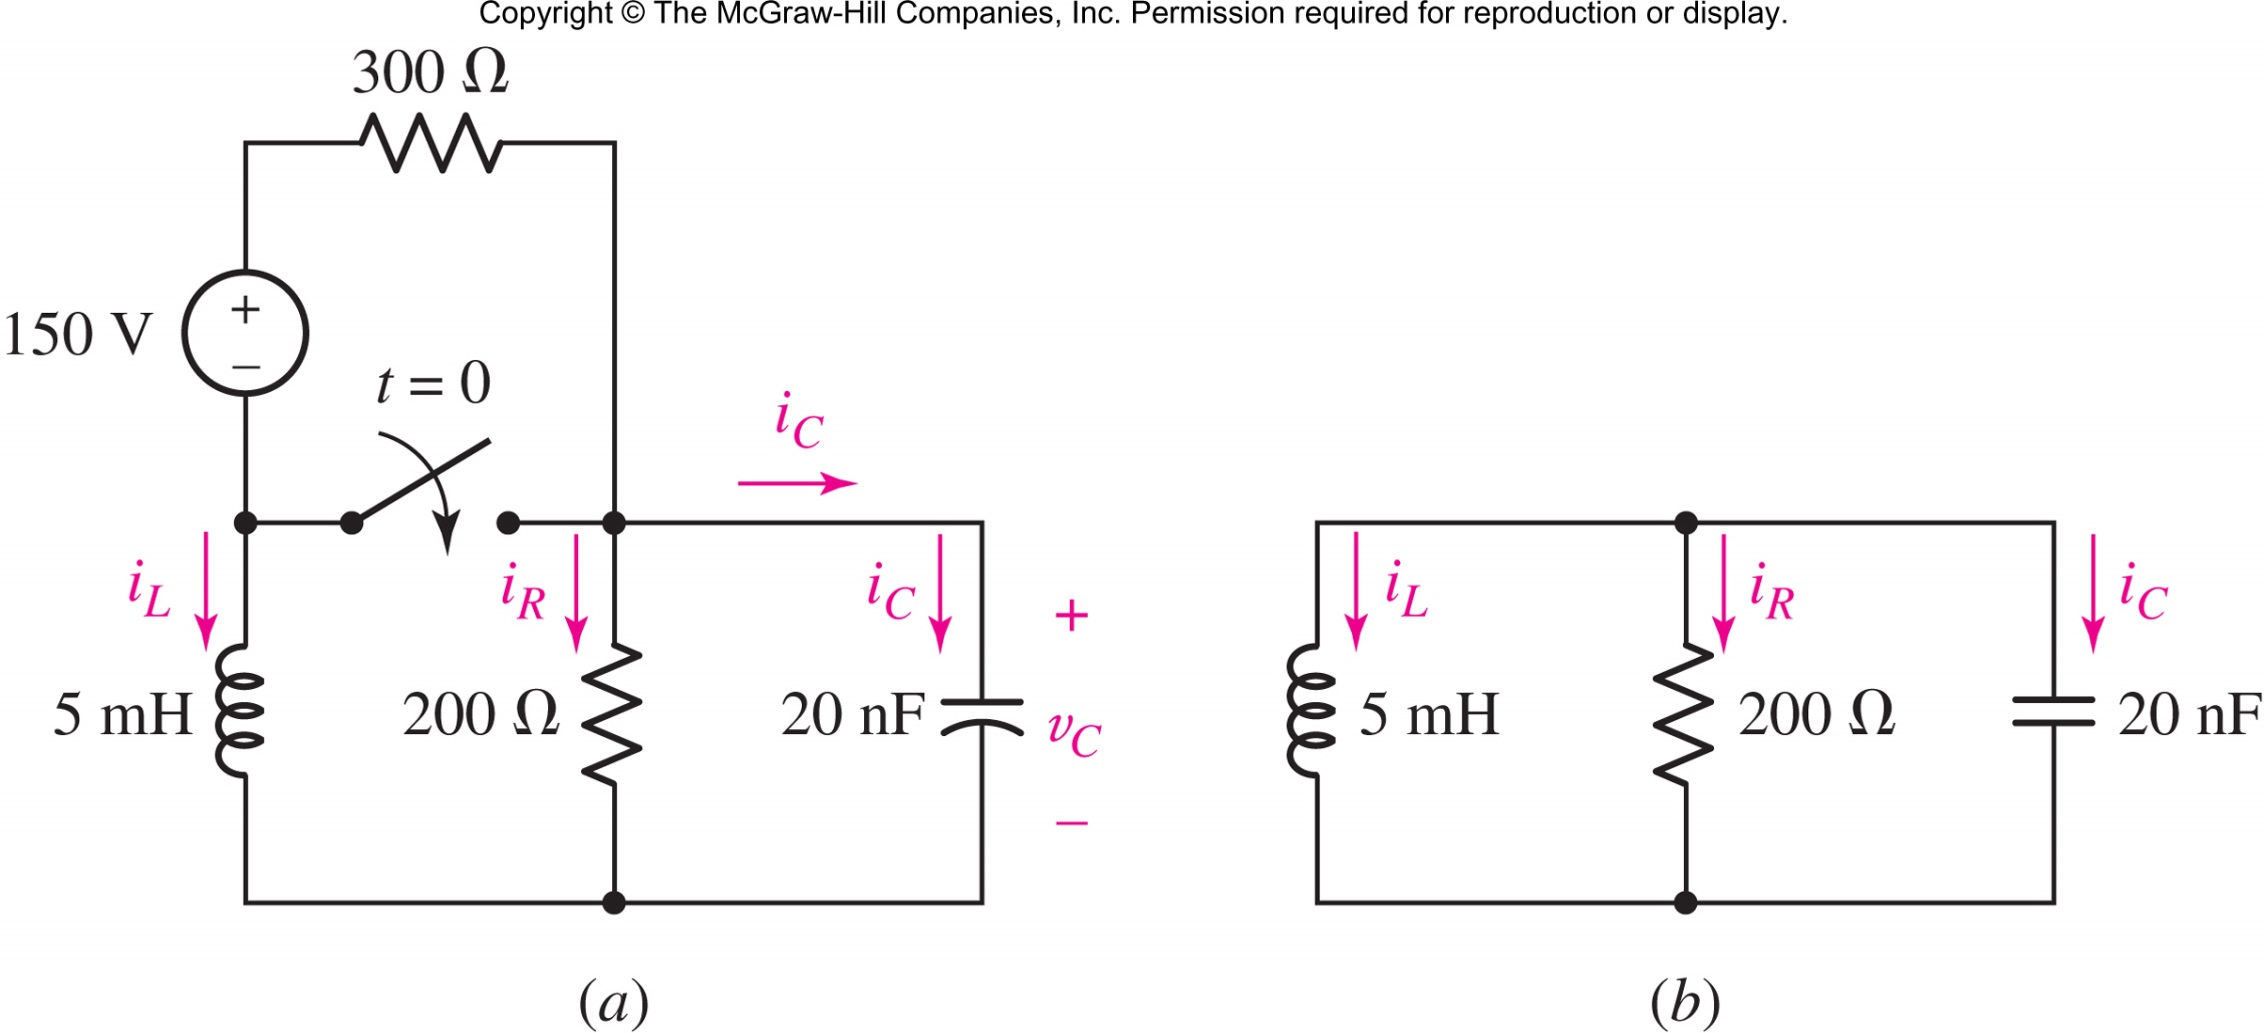 Copyright © The McGraw-Hill Companies, Inc. Permission required for reproduction or display.
300 Ω
150 V
+
−
t = 0
iC
iL
iR
iC
+
5 mH
200 Ω
20 nF
vC
−
(a)
iL
iR
iC
5 mH
200 Ω
20 nF
(b)